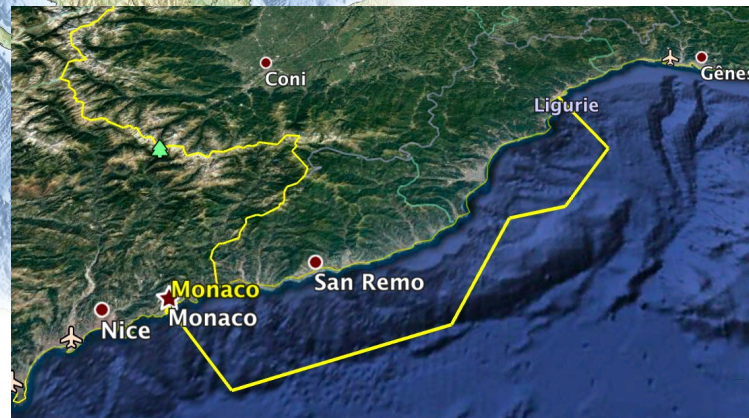 Coni
Gênes
Ligurie
San Remo
Monaco
Monaco
Nice